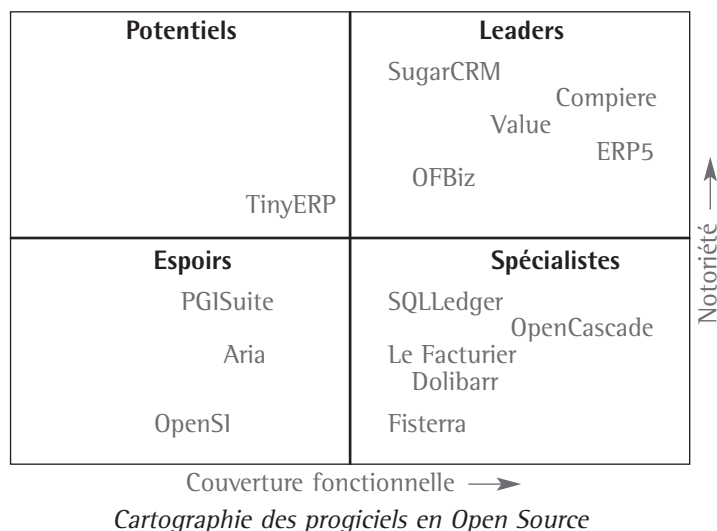 Potentiels
Leaders
SugarCRM
Compiere
Value
ERP5
OFBiz
TinyERP
Espoirs
Spécialistes
PGISuite
SQLLedger
OpenCascade
Aria
Le Facturier
Dolibarr
OpenSI
Fisterra
Notoriété
Couverture fonctionnelle
Cartographie des progiciels en Open Source